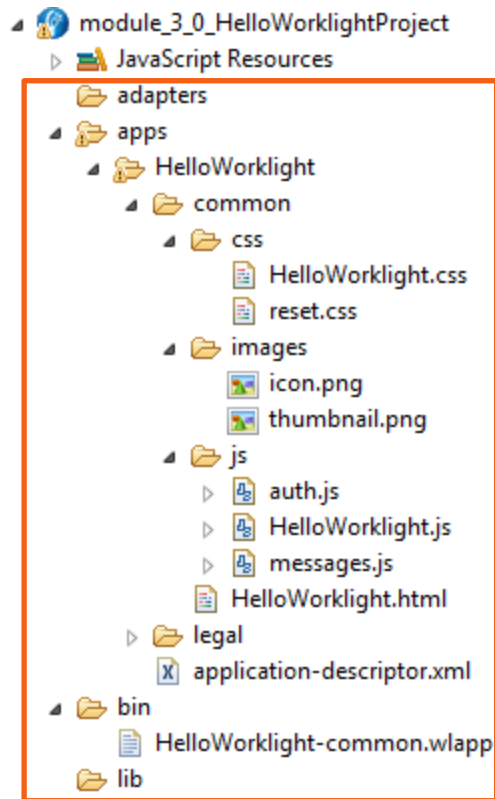 module_3_0_HelloWorklightProject
JavaScript Resources
adapters
apps
HelloWorklight
common
css
HelloWorklight.css
reset.css
images
icon.png
thumbnail.png
js
auth.js
HelloWorklight.js
messages.js
HelloWorklight.html
legal
application-descriptor.xml
bin
HelloWorklight-common.wlapp
lib